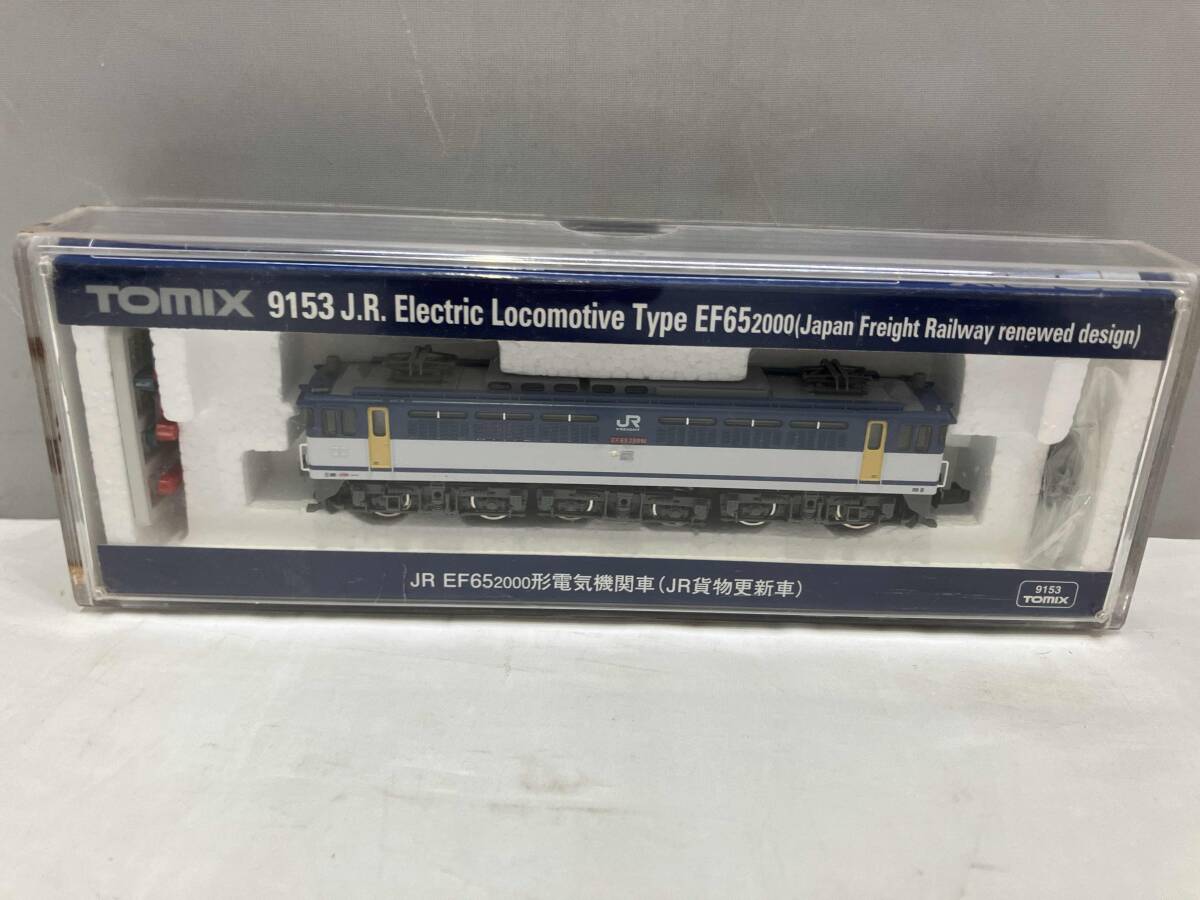 TOMIX 9153 J.R. Electric Locomotive Type EF652000(Japan Freight Railway renewed design)
JR
JR EF652000形電気機関車(JR貨物更新車)
9153
TOMIX